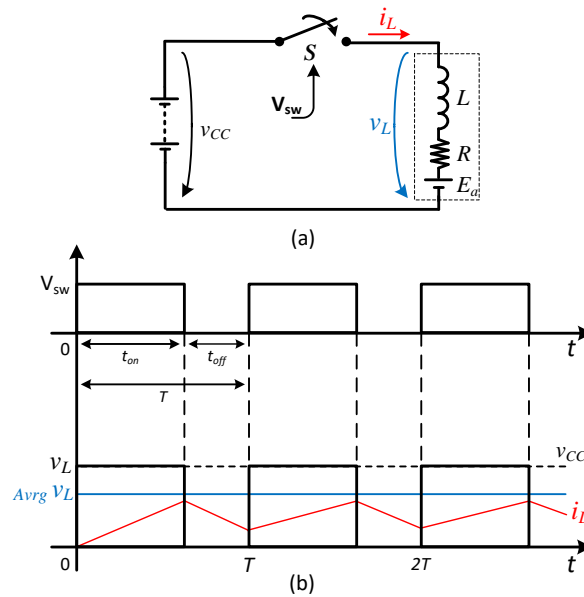 i_L
S
V_sw
v_CC
v_L
L
R
E_a
(a)
V_sw
0
t
t_on
t_off
T
v_L
v_CC
Avrg v_L
i_L
0
T
2T
t
(b)